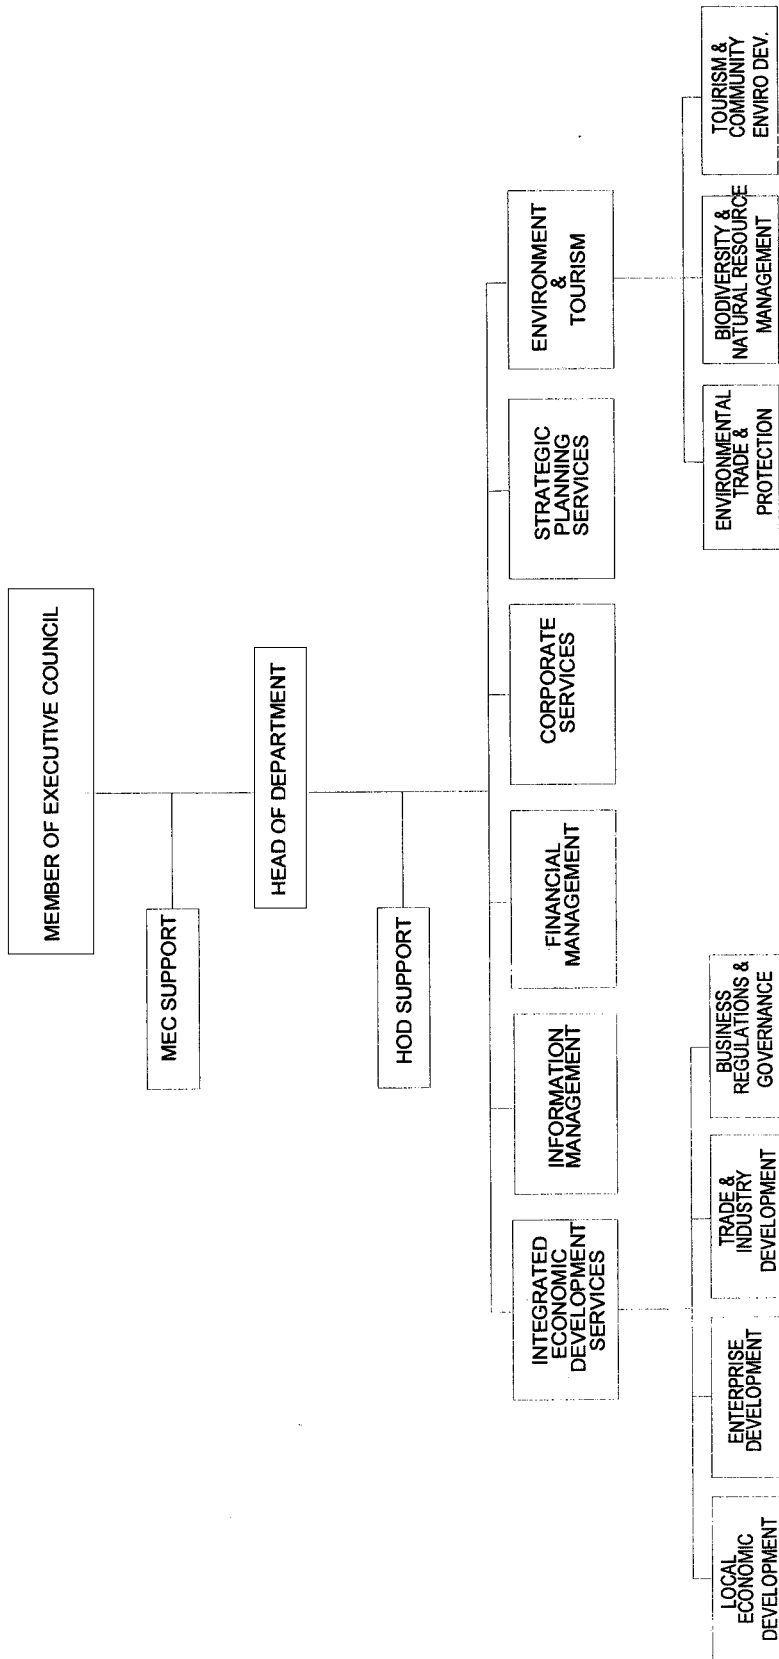 MEMBER OF EXECUTIVE COUNCIL
MEC SUPPORT
HEAD OF DEPARTMENT
HOD SUPPORT
INTEGRATED
ECONOMIC
DEVELOPMENT
SERVICES
INFORMATION
MANAGEMENT
FINANCIAL
MANAGEMENT
CORPORATE
SERVICES
STRATEGIC
PLANNING
SERVICES
ENVIRONMENT
&
TOURISM
LOCAL
ECONOMIC
DEVELOPMENT
ENTERPRISE
DEVELOPMENT
TRADE &
INDUSTRY
DEVELOPMENT
BUSINESS
REGULATIONS &
GOVERNANCE
ENVIRONMENTAL
TRADE &
PROTECTION
BIODIVERSITY &
NATURAL RESOURCE
MANAGEMENT
TOURISM &
COMMUNITY
ENVIRO DEV.